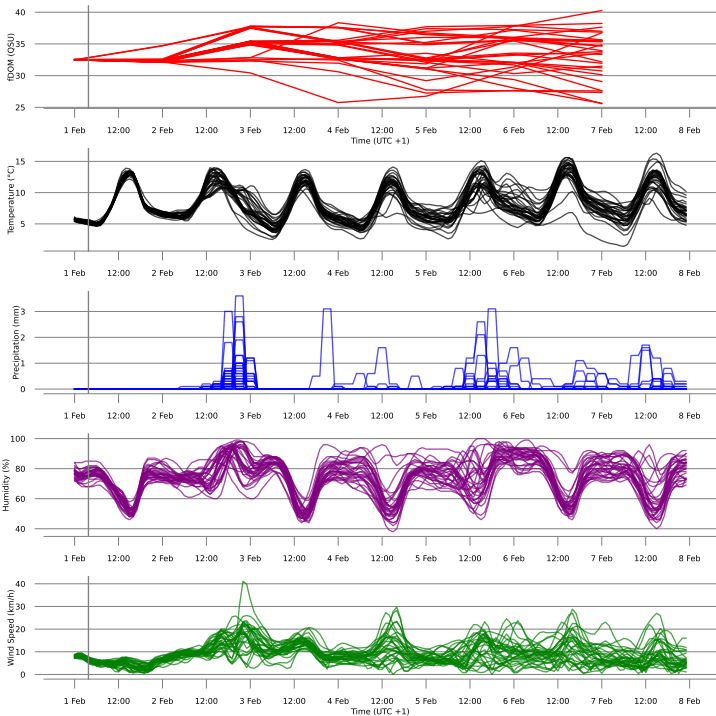 40
35
30
25
fDOM (QSU)
1 Feb 12:00 2 Feb 12:00 3 Feb 12:00 4 Feb 12:00 5 Feb 12:00 6 Feb 12:00 7 Feb 12:00 8 Feb
Time (UTC +1)
15
10
5
Temperature (°C)
1 Feb 12:00 2 Feb 12:00 3 Feb 12:00 4 Feb 12:00 5 Feb 12:00 6 Feb 12:00 7 Feb 12:00 8 Feb
3
2
1
0
Precipitation (mm)
1 Feb 12:00 2 Feb 12:00 3 Feb 12:00 4 Feb 12:00 5 Feb 12:00 6 Feb 12:00 7 Feb 12:00 8 Feb
100
80
60
40
Humidity (%)
1 Feb 12:00 2 Feb 12:00 3 Feb 12:00 4 Feb 12:00 5 Feb 12:00 6 Feb 12:00 7 Feb 12:00 8 Feb
40
30
20
10
0
Wind Speed (km/h)
1 Feb 12:00 2 Feb 12:00 3 Feb 12:00 4 Feb 12:00 5 Feb 12:00 6 Feb 12:00 7 Feb 12:00 8 Feb
Time (UTC +1)